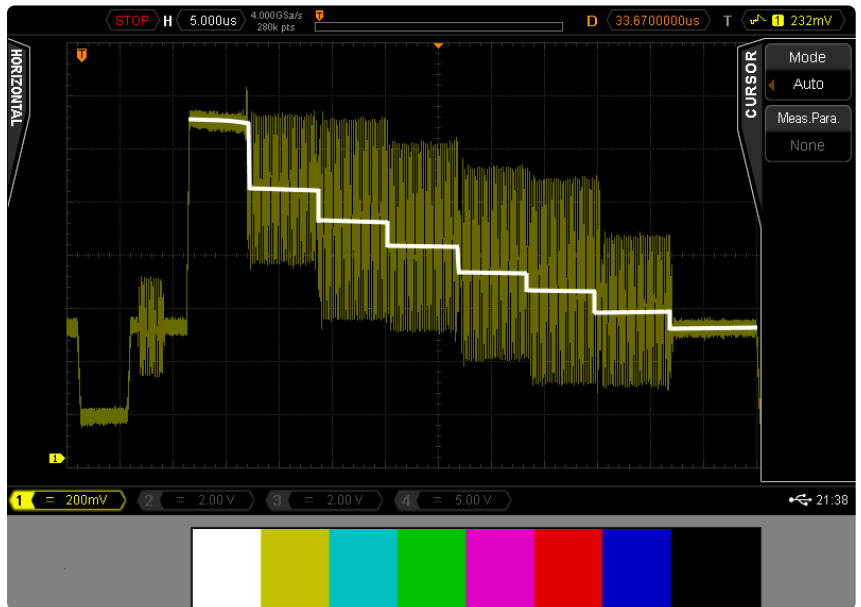 STOP H 5.000us 4.000GSa/s 280k pts D 33.6700000us T 1 232mV
HORIZONTAL
CURSOR
Mode
Auto
Meas.Para.
None
1
1 = 200mV 2 = 2.00 V 3 = 2.00 V 4 = 5.00 V 21:38